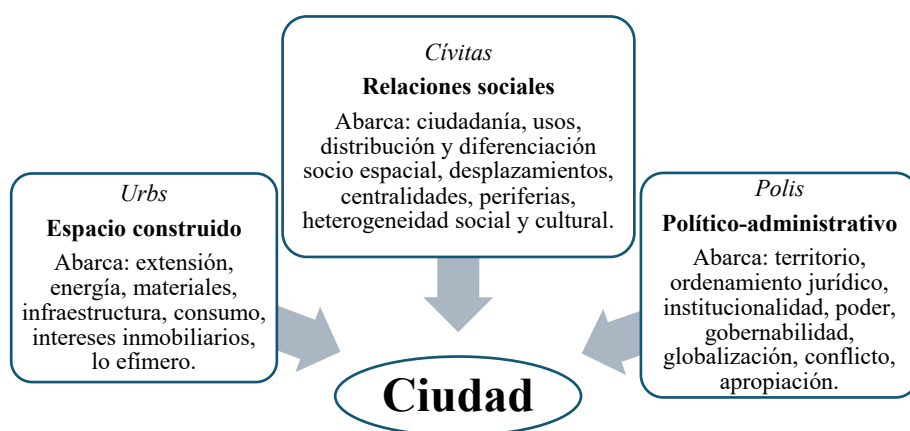 Cívitas
Relaciones sociales
Abarca: ciudadanía, usos,
distribución y diferenciación
socio espacial, desplazamientos,
centralidades, periferias,
heterogeneidad social y cultural.
Urbs
Espacio construido
Abarca: extensión,
energía, materiales,
infraestructura, consumo,
intereses inmobiliarios,
lo efímero.
Polis
Político-administrativo
Abarca: territorio,
ordenamiento jurídico,
institucionalidad, poder,
gobernabilidad,
globalización, conflicto,
apropiación.
Ciudad